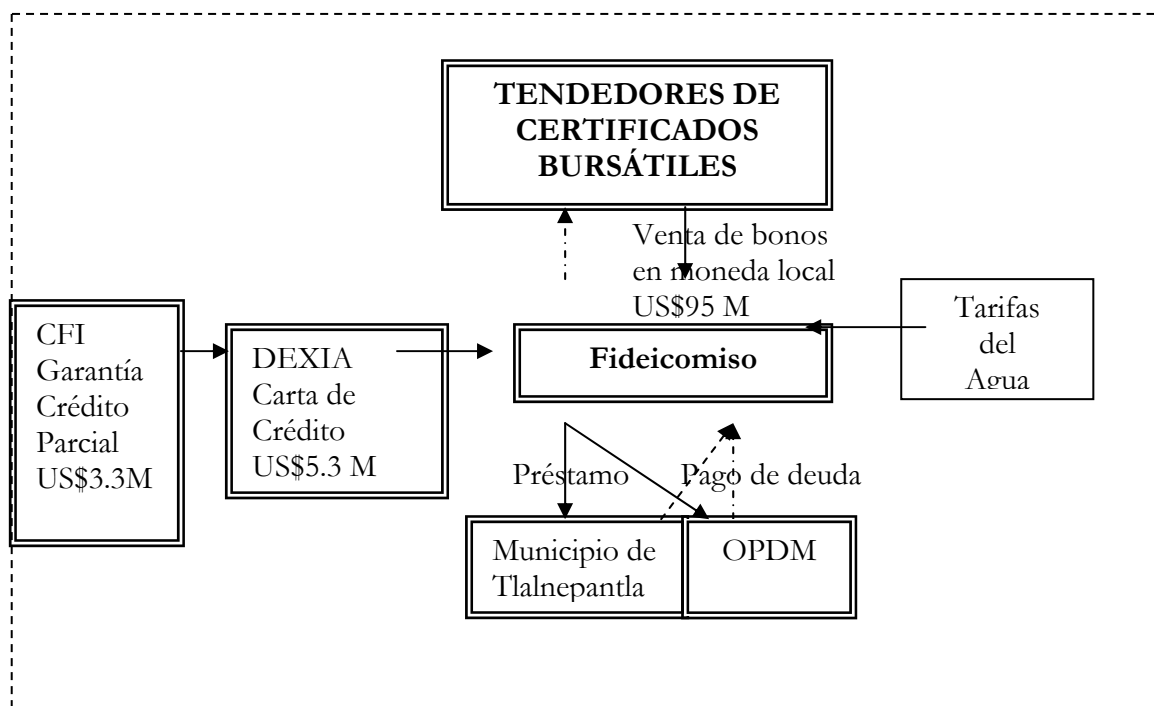 TENDEDORES DE
CERTIFICADOS
BURSÁTILES
Venta de bonos
en moneda local
US$95 M
CFI
Garantía
Crédito
Parcial
US$3.3M
DEXIA
Carta de
Crédito
US$5.3 M
Fideicomiso
Tarifas
del
Agua
Préstamo
Pago de deuda
Municipio de
Tlalnepantla
OPDM